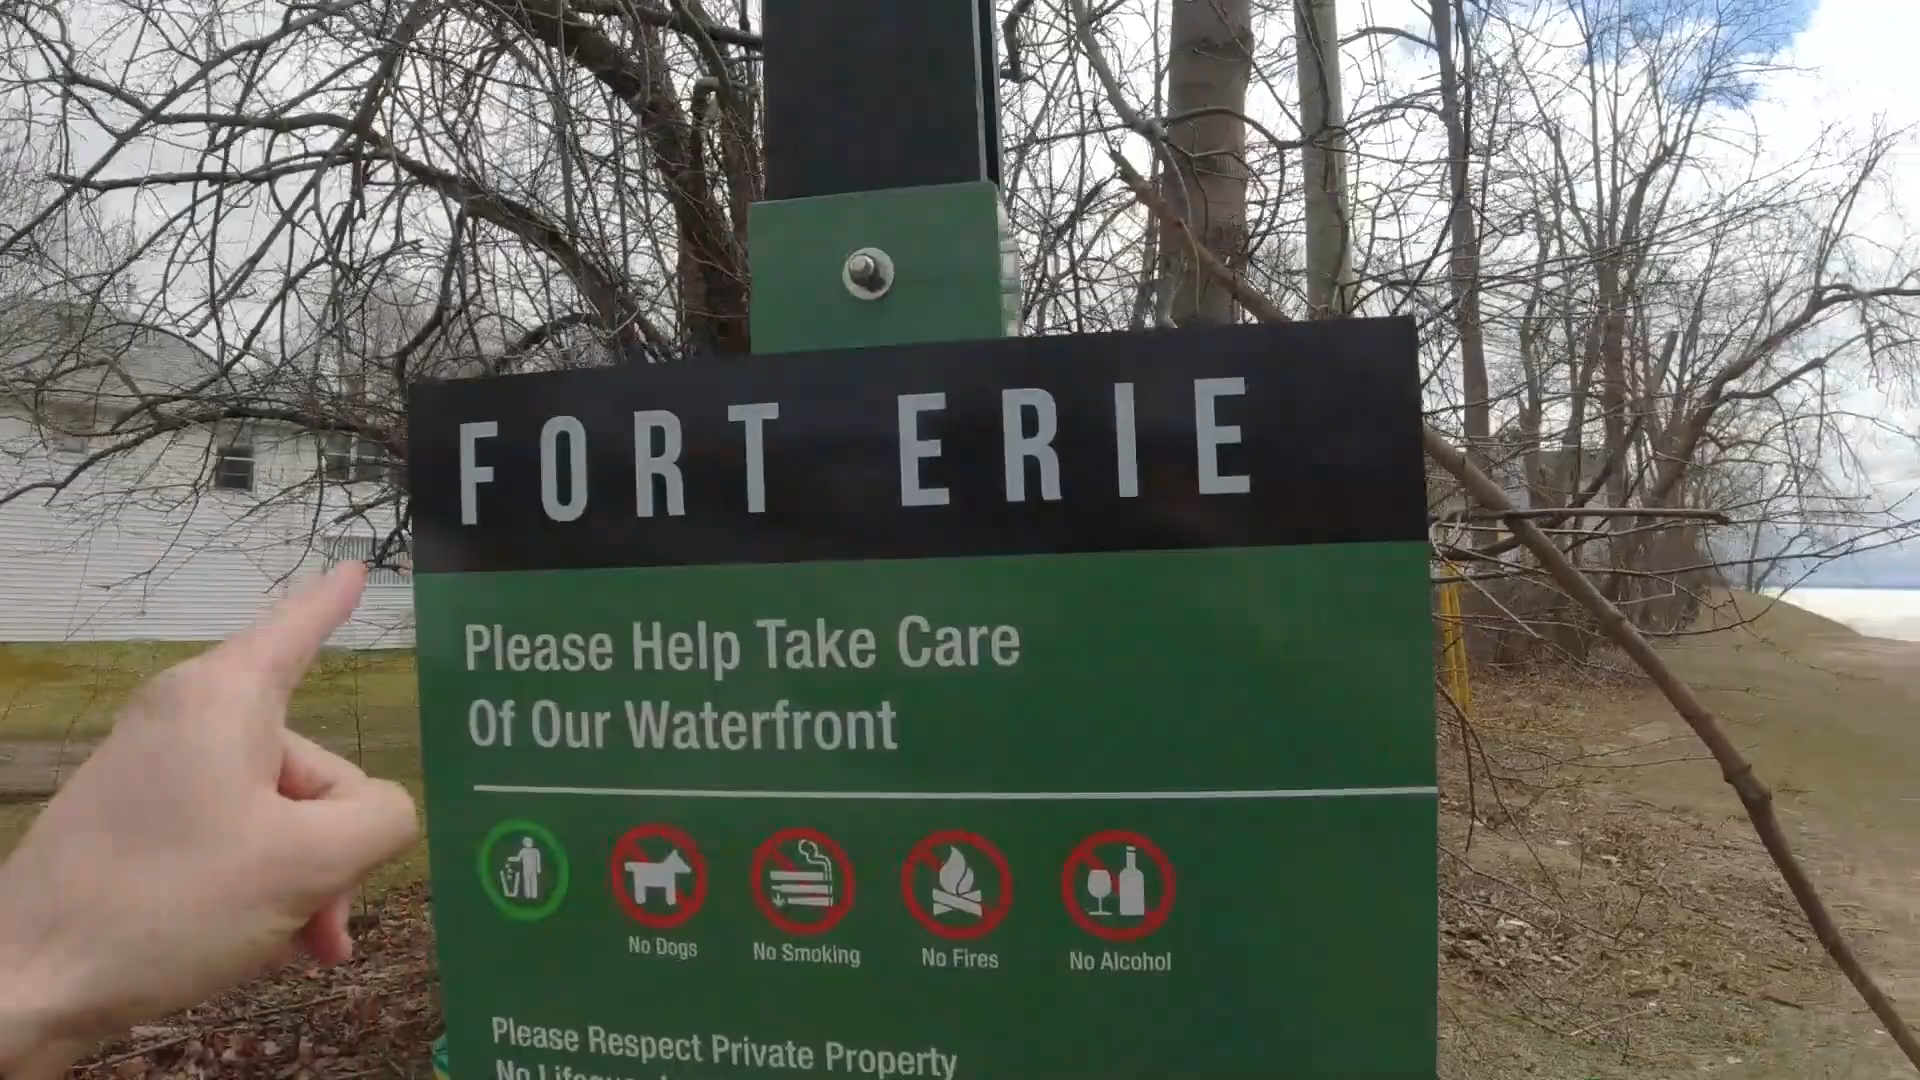 FORT ERIE
Please Help Take Care
Of Our Waterfront
No Dogs
No Smoking
No Fires
No Alcohol
Please Respect Private Property
No